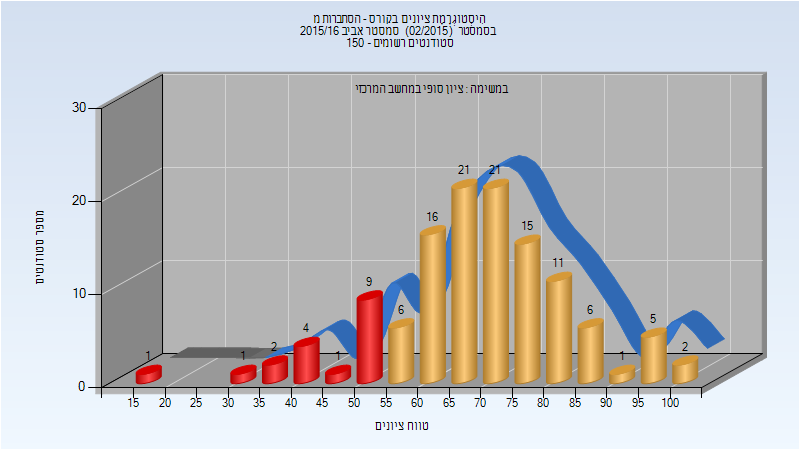 היסטוגרמת ציונים בקורס - הסתברות מ
בסמסטר (02/2015) סמסטר אביב 2015/16
סטודנטים רשומים - 150
במשימה : ציון סופי במחשב המרכזי
מספר סטודנטים
30
20
10
0
1 1 2 4 1 9 6 16 21 21 15 11 6 1 5 2
15 20 25 30 35 40 45 50 55 60 65 70 75 80 85 90 95 100
טווח ציונים